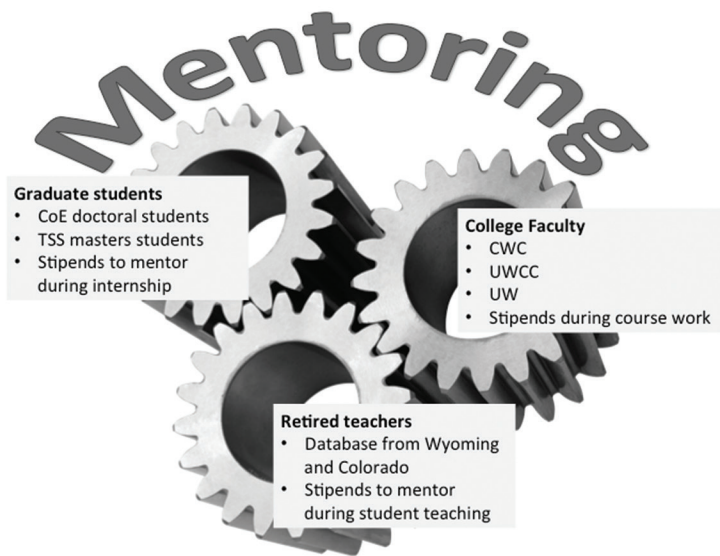 Mentoring
Graduate students
• CoE doctoral students
• TSS masters students
• Stipends to mentor
during internship
College Faculty
• CWC
• UWCC
• UW
• Stipends during course work
Retired teachers
• Database from Wyoming
and Colorado
• Stipends to mentor
during student teaching